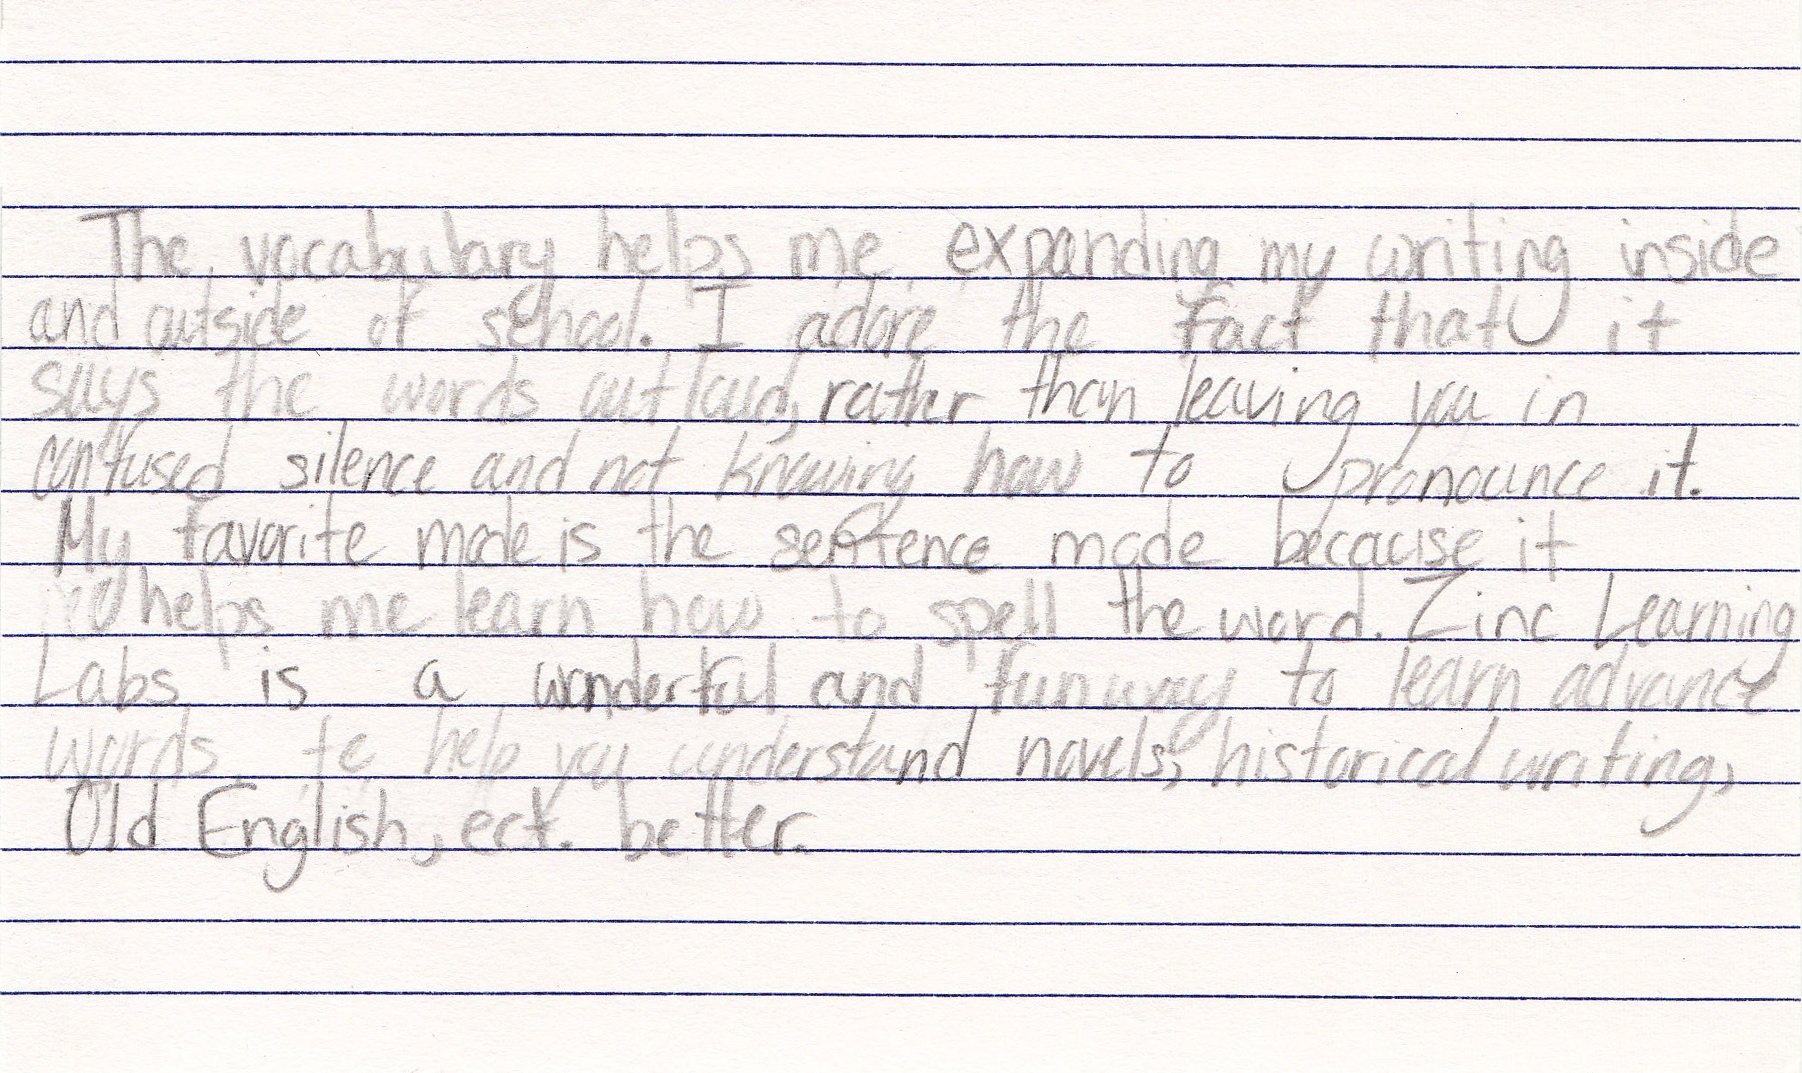 The vocabulary helps me expanding my writing inside
and outside of school. I adore the fact that it
says the words out loud, rather than leaving you in
confused silence and not knowing how to pronounce it.
My favorite mode is the sentence mode because it
helps me learn how to spell the word. Zinc Learning
Labs is a wonderful and fun way to learn advance
words, to help you understand novels, historical writing,
Old English, ect. better.